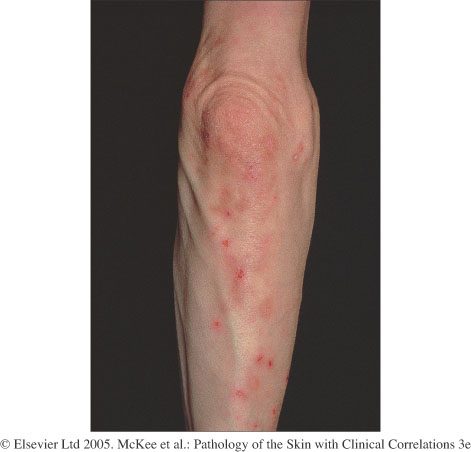 © Elsevier Ltd 2005. McKee et al.: Pathology of the Skin with Clinical Correlations 3e